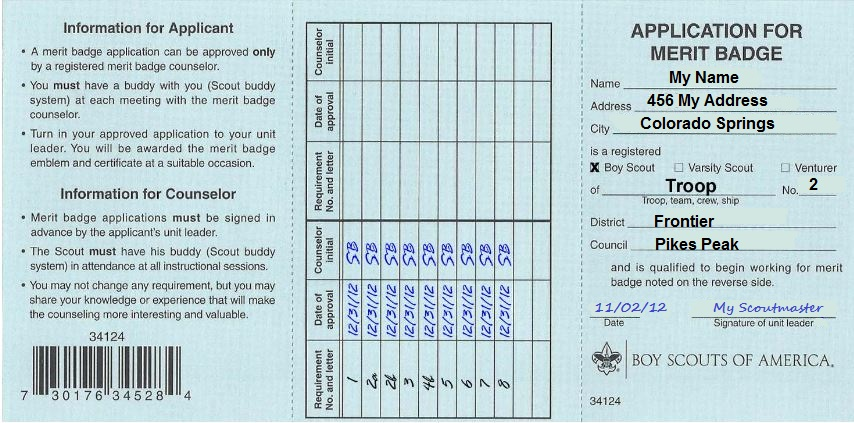 Information for Applicant
• A merit badge application can be approved only
by a registered merit badge counselor.
• You must have a buddy with you (Scout buddy
system) at each meeting with the merit badge
counselor.
• Turn in your approved application to your unit
leader. You will be awarded the merit badge
emblem and certificate at a suitable occasion.
Information for Counselor
• Merit badge applications must be signed in
advance by the applicant's unit leader.
• The Scout must have his buddy (Scout buddy
system) in attendance at all instructional sessions.
• You may not change any requirement, but you may
share your knowledge or experience that will make
the counseling more interesting and valuable.
34124
7 30176 34528 4
Requirement
No. and letter
Date of
approval
Counselor
initial
Requirement
No. and letter
Date of
approval
Counselor
initial
1 12/31/12 SB
2a 12/31/12 SB
2b 12/31/12 SB
3 12/31/12 SB
4b 12/31/12 SB
5 12/31/12 SB
6 12/31/12 SB
7 12/31/12 SB
8 12/31/12 SB
APPLICATION FOR
MERIT BADGE
Name My Name
Address 456 My Address
City Colorado Springs
is a registered
X Boy Scout Varsity Scout Venturer
of Troop No. 2
Troop, team, crew, ship
District Frontier
Council Pikes Peak
and is qualified to begin working for merit
badge noted on the reverse side.
11/02/12 My Scoutmaster
Date Signature of unit leader
BOY SCOUTS OF AMERICA.
34124